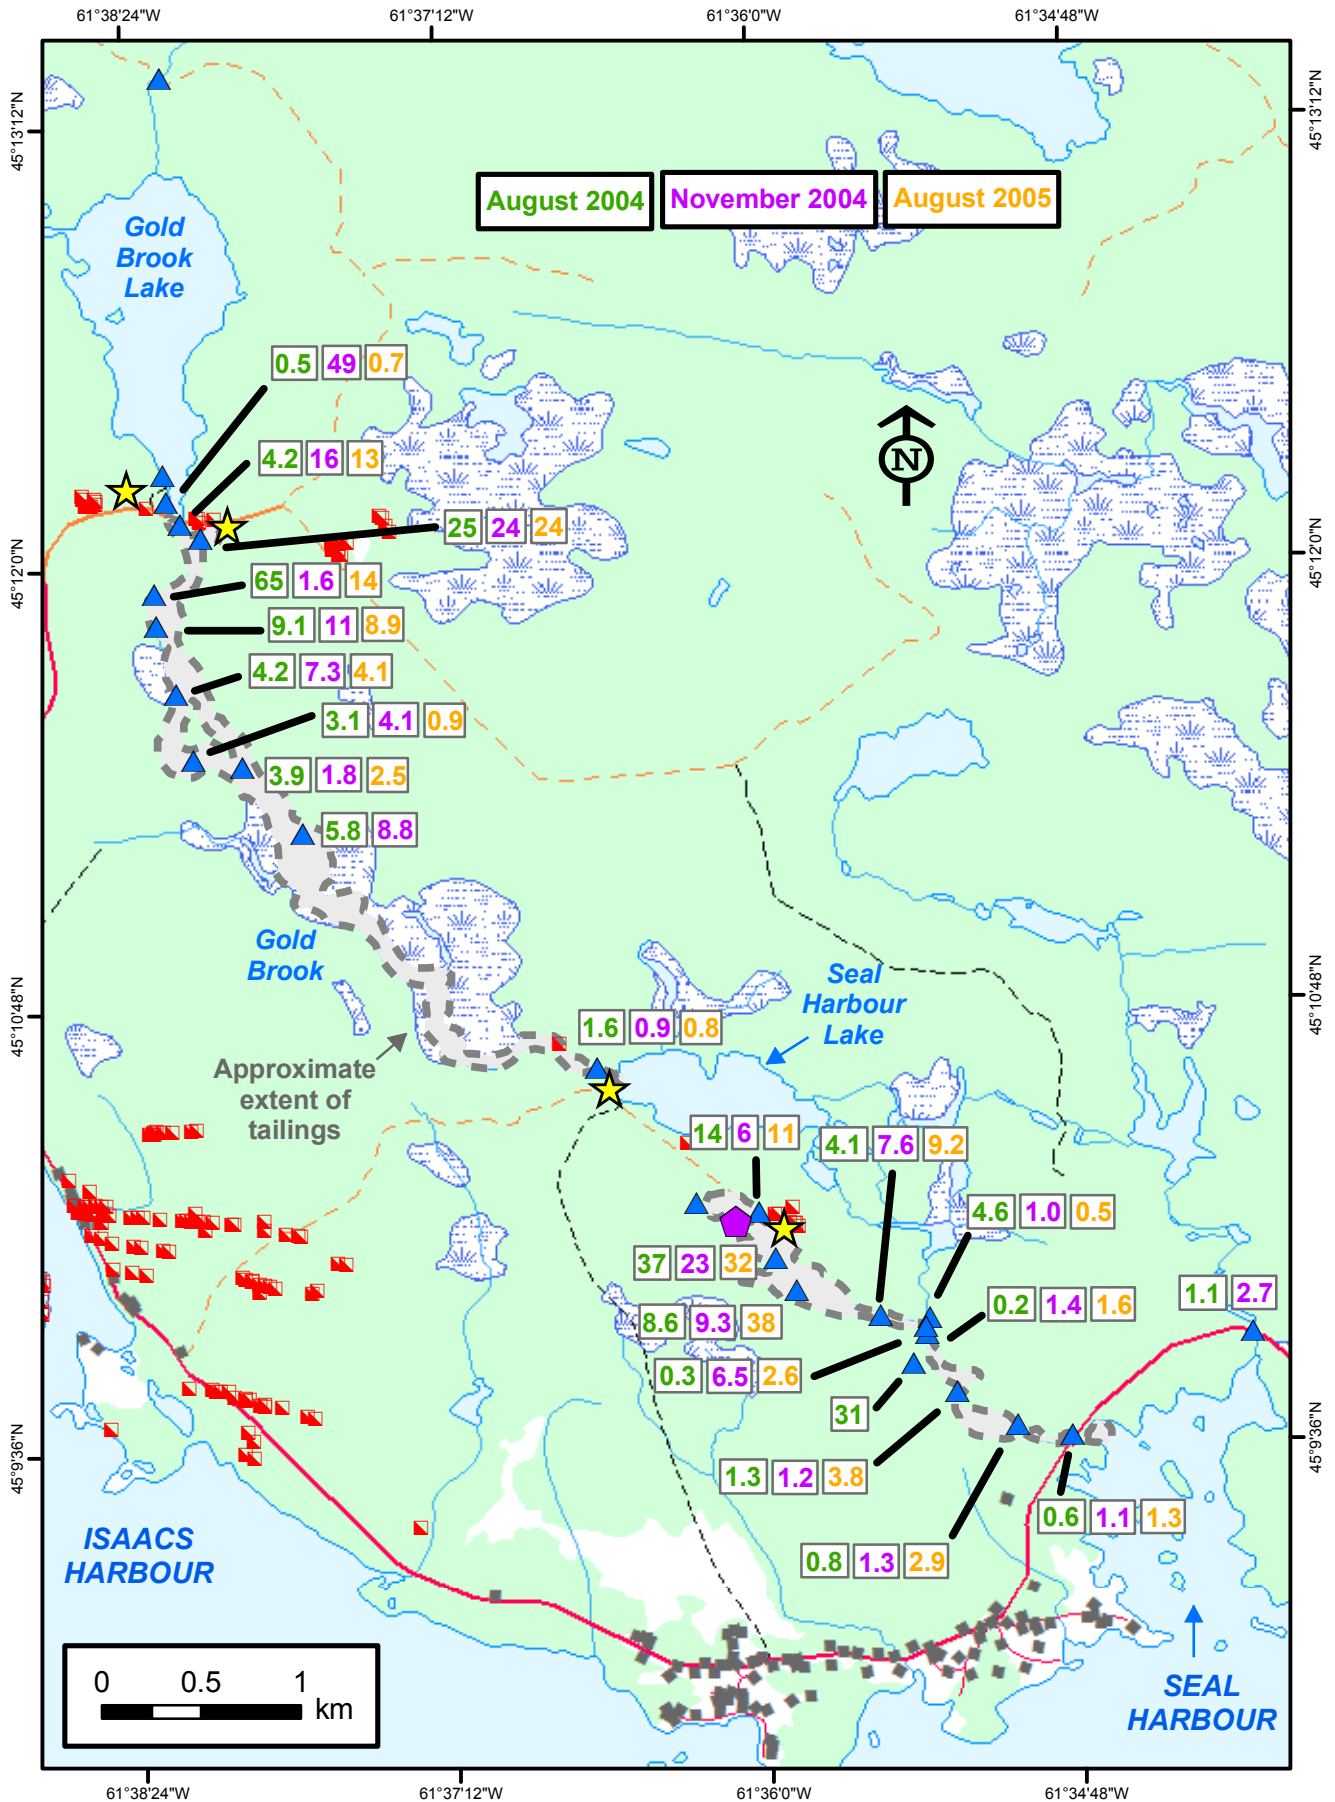 61°38'24"W 61°37'12"W 61°36'0"W 61°34'48"W
45°13'12"N 45°13'12"N
August 2004 November 2004 August 2005
Gold
Brook
Lake
0.5 49 0.7
4.2 16 13
N
25 24 24
45°12'0"N 45°12'0"N
65 1.6 14
9.1 11 8.9
4.2 7.3 4.1
3.1 4.1 0.9
3.9 1.8 2.5
5.8 8.8
Gold
Brook
Seal
Harbour
Lake
45°10'48"N 45°10'48"N
1.6 0.9 0.8
Approximate
extent of
tailings
14 6 11
4.1 7.6 9.2
4.6 1.0 0.5
37 23 32
0.2 1.4 1.6
1.1 2.7
8.6 9.3 38
0.3 6.5 2.6
31
45°9'36"N 45°9'36"N
1.3 1.2 3.8
0.6 1.1 1.3
0.8 1.3 2.9
ISAACS
HARBOUR
SEAL
HARBOUR
0 0.5 1
km
61°38'24"W 61°37'12"W 61°36'0"W 61°34'48"W